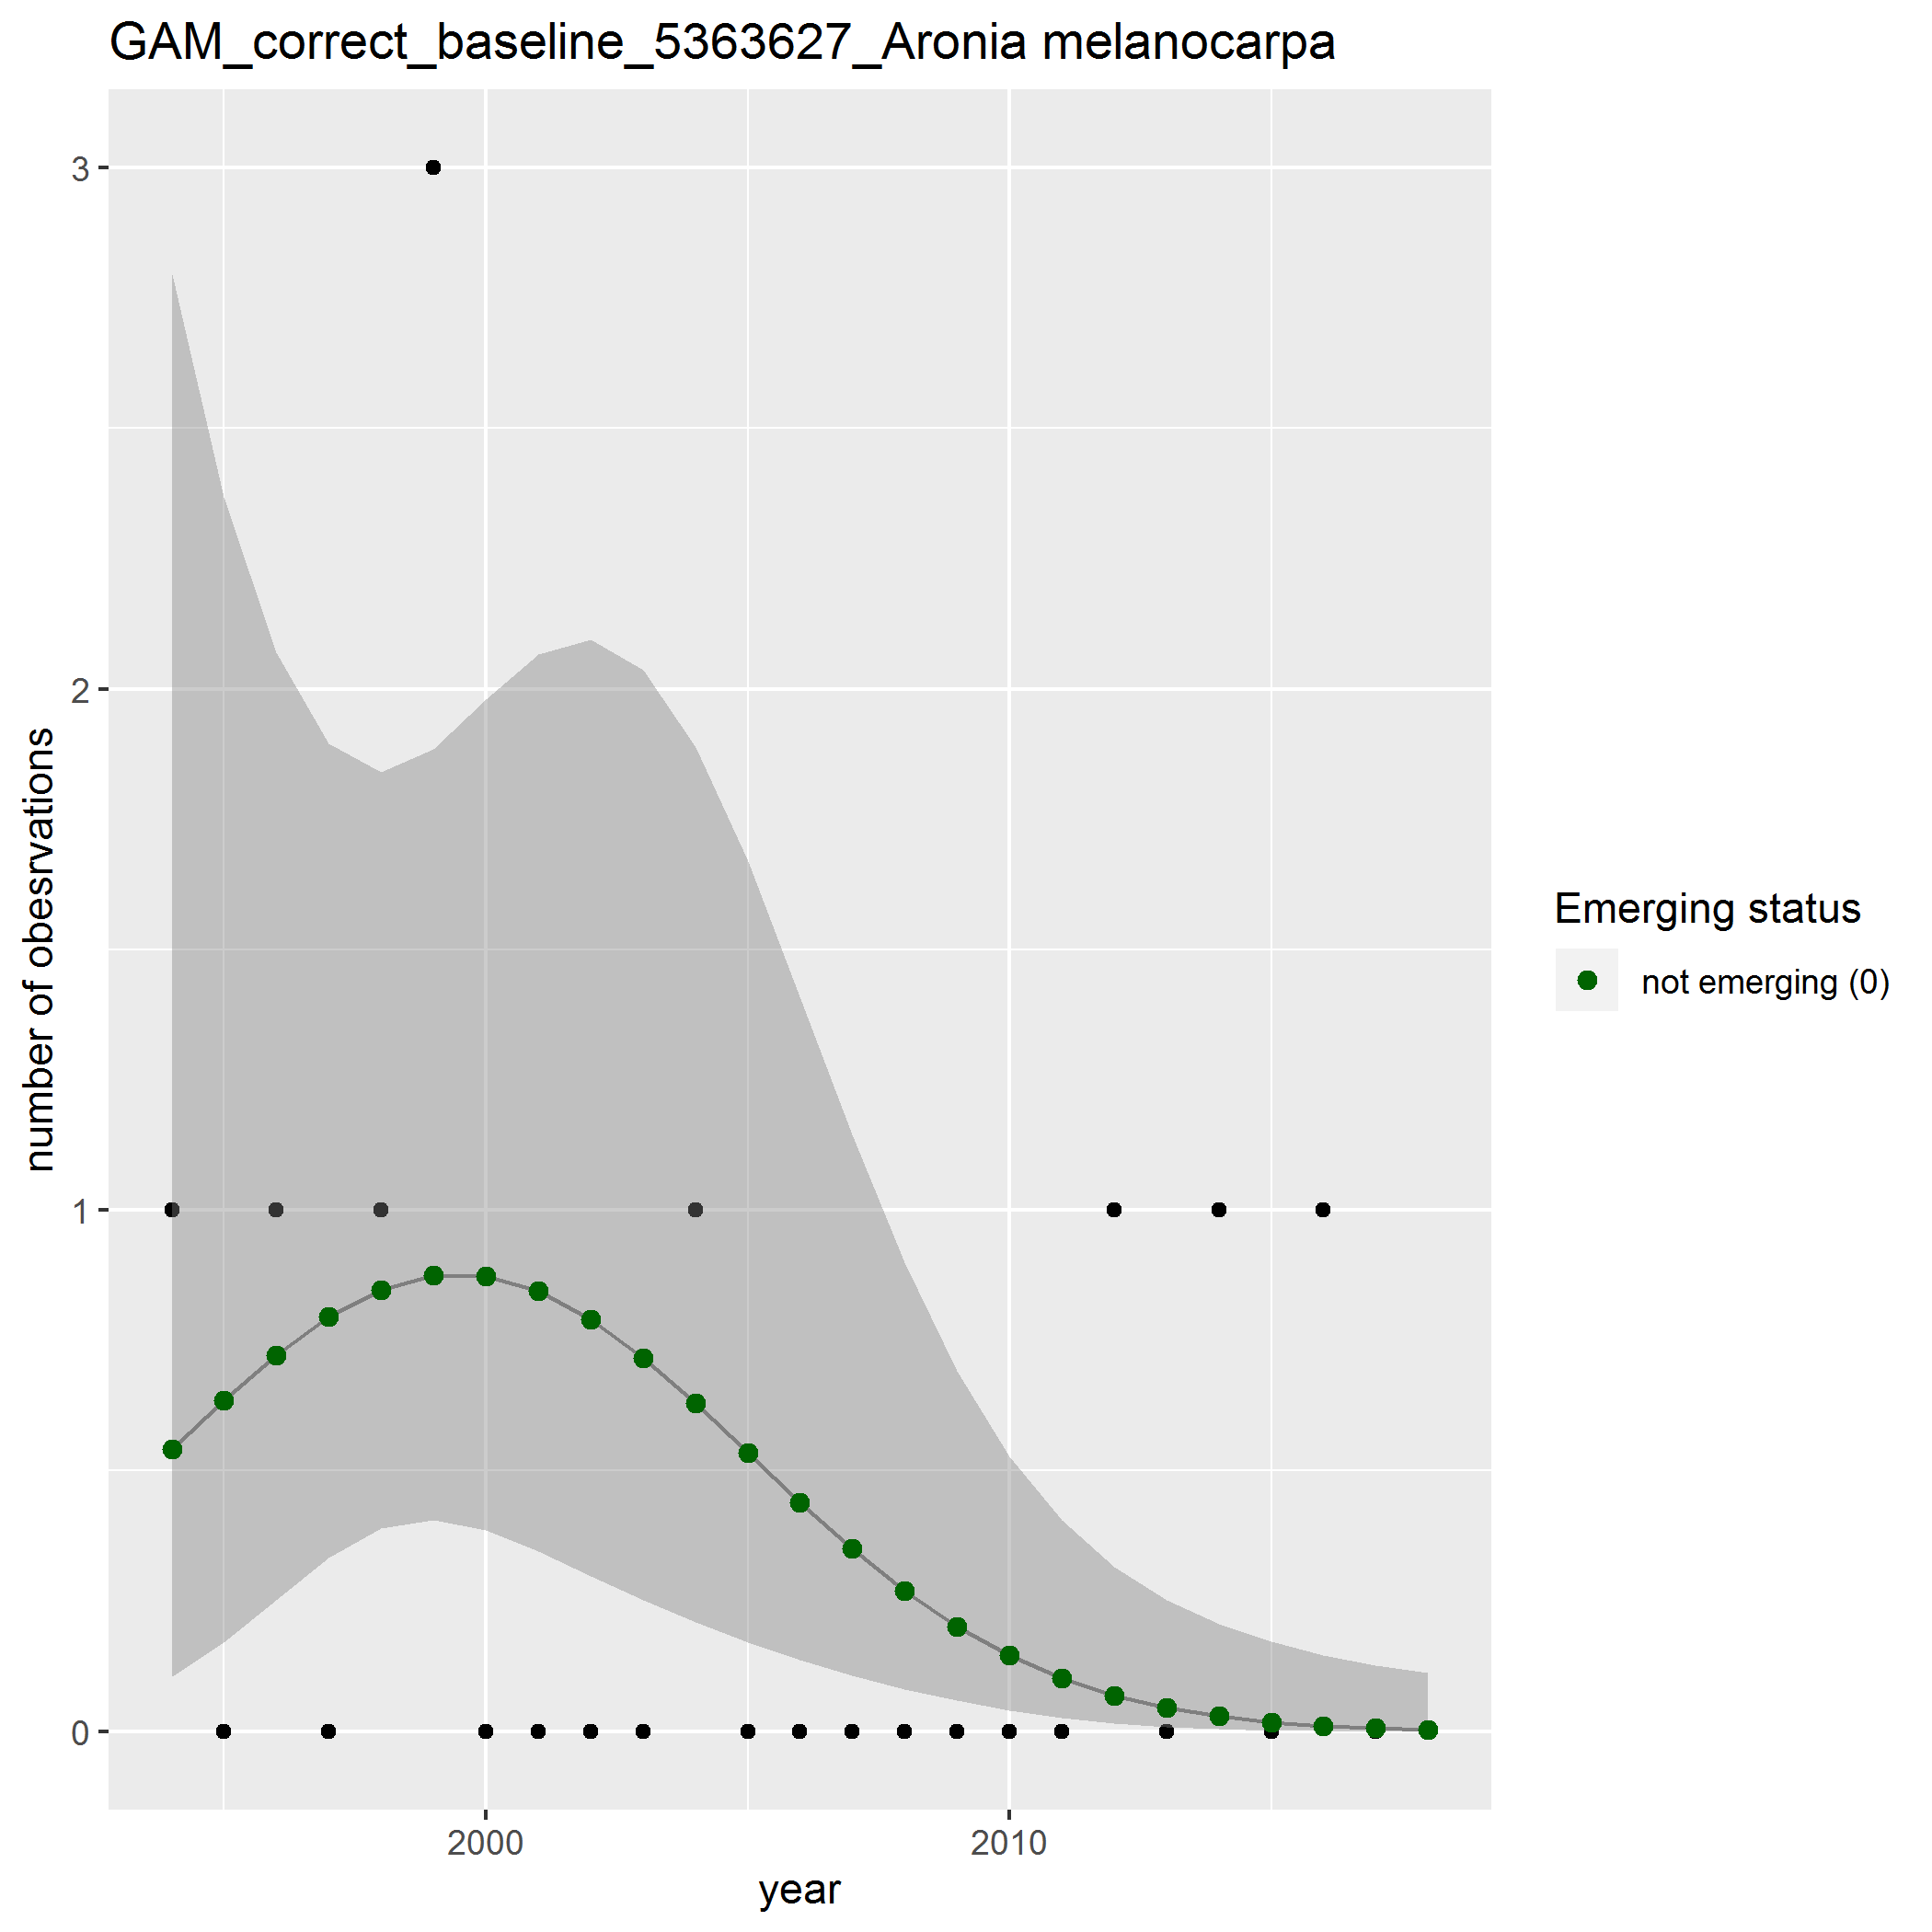 GAM_correct_baseline_5363627_Aronia melanocarpa
3
2
1
0
number of obesrvations
2000
2010
year
Emerging status
not emerging (0)